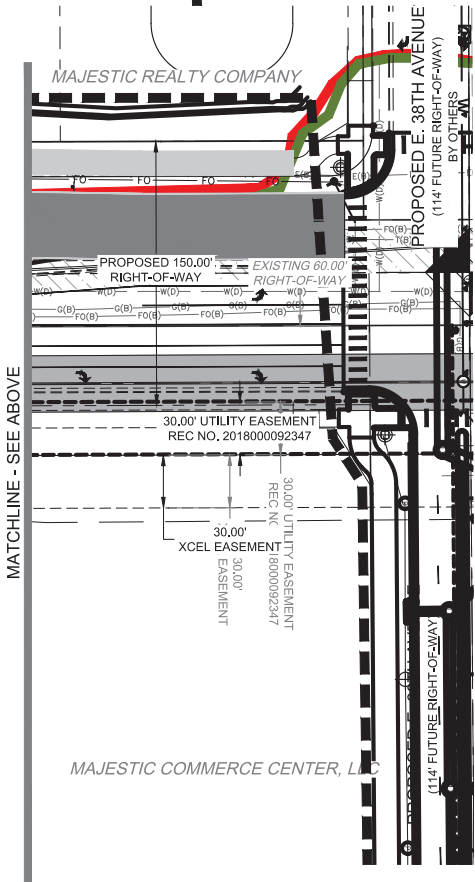 MAJESTIC REALTY COMPANY
PROPOSED E. 38TH AVENUE
(114' FUTURE RIGHT-OF-WAY)
BY OTHERS
FO
FO
FO
E(B)
W(D)
W(D)
FO(B)
T(B)
PROPOSED 150.00'
RIGHT-OF-WAY
EXISTING 60.00'
RIGHT-OF-WAY
W(D)
W(D)
W(D)
W(D)
W(D)
G(B)
G(B)
G(B)
G(B)
FO(B)
FO(B)
FO(B)
MATCHLINE - SEE ABOVE
30.00' UTILITY EASEMENT
REC NO. 2018000092347
30.00'
XCEL EASEMENT
30.00'
EASEMENT
30.00' UTILITY EASEMENT
(114' FUTURE RIGHT-OF-WAY)
MAJESTIC COMMERCE CENTER, LLC